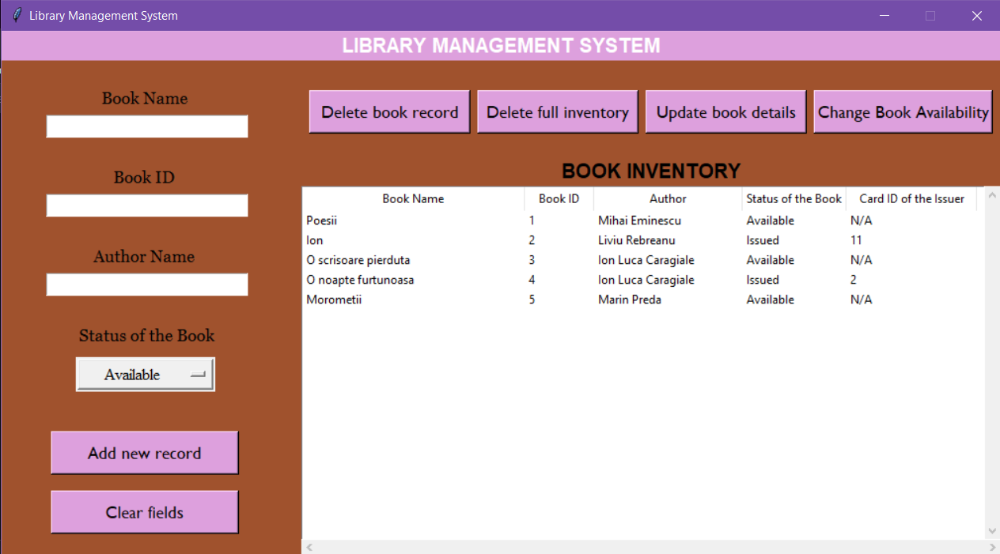 Library Management System
LIBRARY MANAGEMENT SYSTEM
Book Name
Book ID
Author Name
Status of the Book
Available
Add new record
Clear fields
Delete book record Delete full inventory Update book details Change Book Availability
BOOK INVENTORY
Book Name Book ID Author Status of the Book Card ID of the Issuer
Poesii 1 Mihai Eminescu Available N/A
Ion 2 Liviu Rebreanu Issued 11
O scrisoare pierduta 3 Ion Luca Caragiale Available N/A
O noapte furtunoasa 4 Ion Luca Caragiale Issued 2
Morometii 5 Marin Preda Available N/A